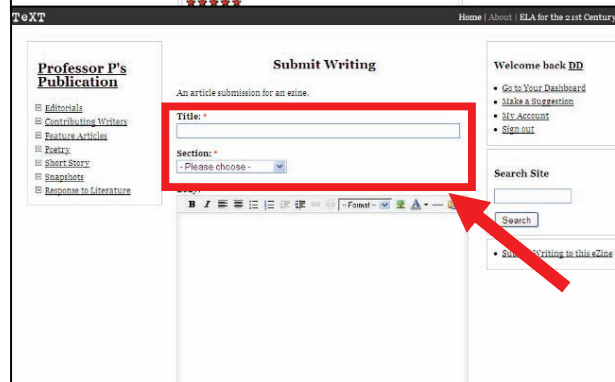 TeXT
Home | About | ELA for the 21st Century
Professor P's
Publication
Editorials
Contributing Writers
Feature Articles
Poetry
Short Story
Snapshots
Response to Literature
Submit Writing
An article submission for an ezine.
Title: *
Section: *
- Please choose -
B I -- Format -- A
Welcome back DD
Go to Your Dashboard
Make a Suggestion
My Account
Sign out
Search Site
Search
Writing to this eZine